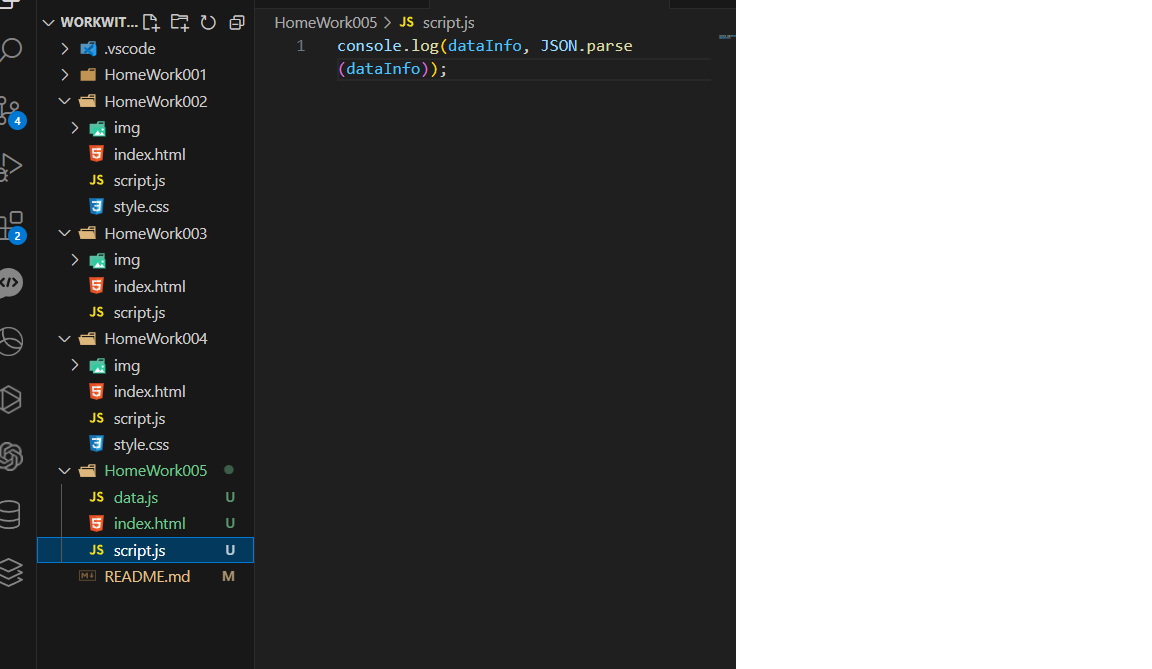 WORKWIT...
.vscode
HomeWork001
HomeWork002
img
index.html
JS script.js
style.css
HomeWork003
img
index.html
JS script.js
HomeWork004
img
index.html
JS script.js
style.css
HomeWork005
JS data.js U
index.html U
JS script.js U
README.md M
4
2
HomeWork005 > JS script.js
1 console.log(dataInfo, JSON.parse
(dataInfo));